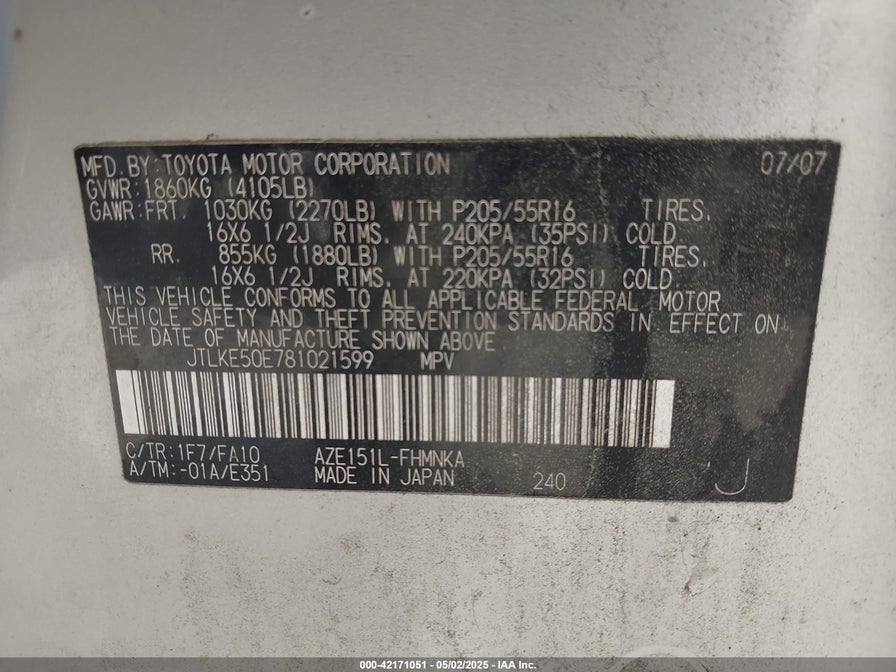 MFD. BY: TOYOTA MOTOR CORPORATION 07/07
GVWR: 1860KG (4105LB)
GAWR: FRT. 1030KG (2270LB) WITH P205/55R16 TIRES,
16X6 1/2J RIMS, AT 240KPA (35PSI) COLD
RR. 855KG (1880LB) WITH P205/55R16 TIRES,
16X6 1/2J RIMS, AT 220KPA (32PSI) COLD
THIS VEHICLE CONFORMS TO ALL APPLICABLE FEDERAL MOTOR
VEHICLE SAFETY AND THEFT PREVENTION STANDARDS IN EFFECT ON
THE DATE OF MANUFACTURE SHOWN ABOVE.
JTLKE50E781021599 MPV
C/TR: 1F7/FA10 AZE151L-FHMNKA
A/TM: -01A/E351 MADE IN JAPAN 240 J
000-42171051 - 05/02/2025 - IAA Inc.